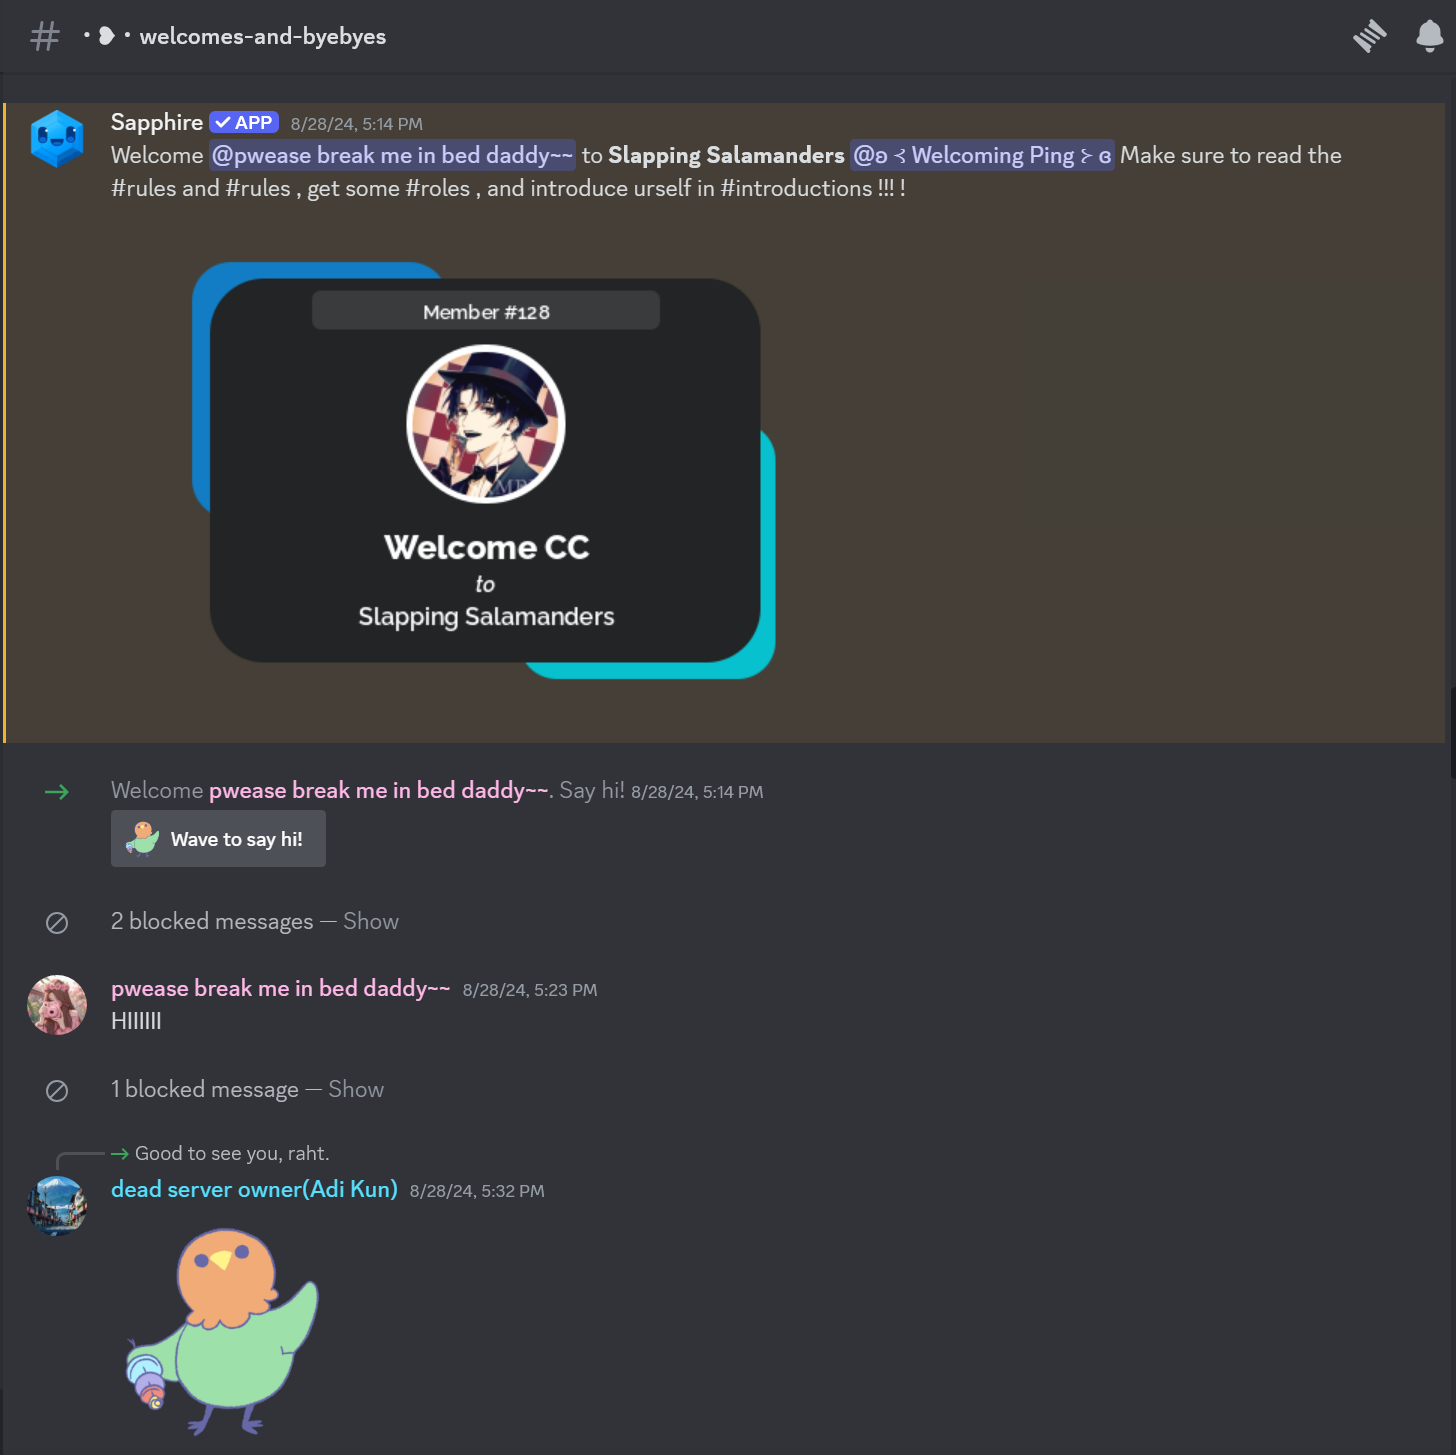 • ❥ • welcomes-and-byebyes
Sapphire ✓ APP 8/28/24, 5:14 PM
Welcome @pwease break me in bed daddy~~ to Slapping Salamanders @ʚ ⊰ Welcoming Ping ⊱ ɞ Make sure to read the
#rules and #rules , get some #roles , and introduce urself in #introductions !!! !
Member #128
Welcome CC
to
Slapping Salamanders
Welcome pwease break me in bed daddy~~. Say hi! 8/28/24, 5:14 PM
Wave to say hi!
2 blocked messages — Show
pwease break me in bed daddy~~ 8/28/24, 5:23 PM
HIIIIII
1 blocked message — Show
Good to see you, raht.
dead server owner(Adi Kun) 8/28/24, 5:32 PM